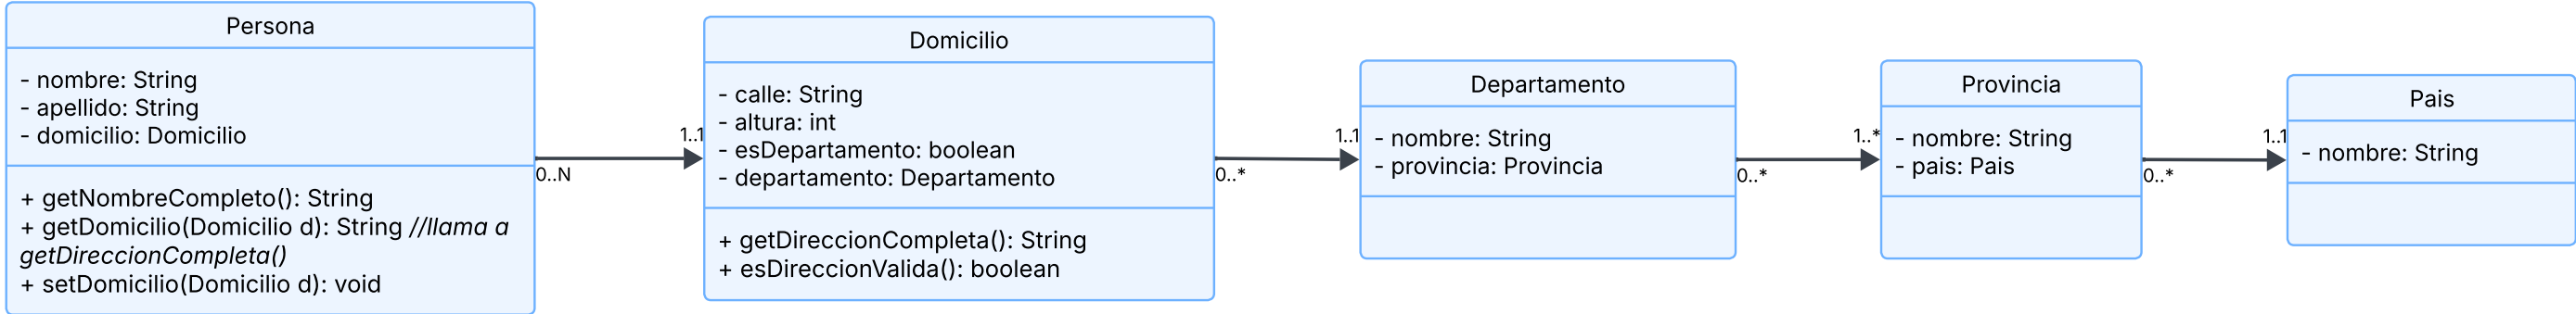 Persona
- nombre: String
- apellido: String
- domicilio: Domicilio
+ getNombreCompleto(): String
+ getDomicilio(Domicilio d): String //llama a
getDireccionCompleta()
+ setDomicilio(Domicilio d): void
0..N
1..1
Domicilio
- calle: String
- altura: int
- esDepartamento: boolean
- departamento: Departamento
+ getDireccionCompleta(): String
+ esDireccionValida(): boolean
0..*
1..1
Departamento
- nombre: String
- provincia: Provincia
0..*
1..*
Provincia
- nombre: String
- pais: Pais
0..*
1..1
Pais
- nombre: String